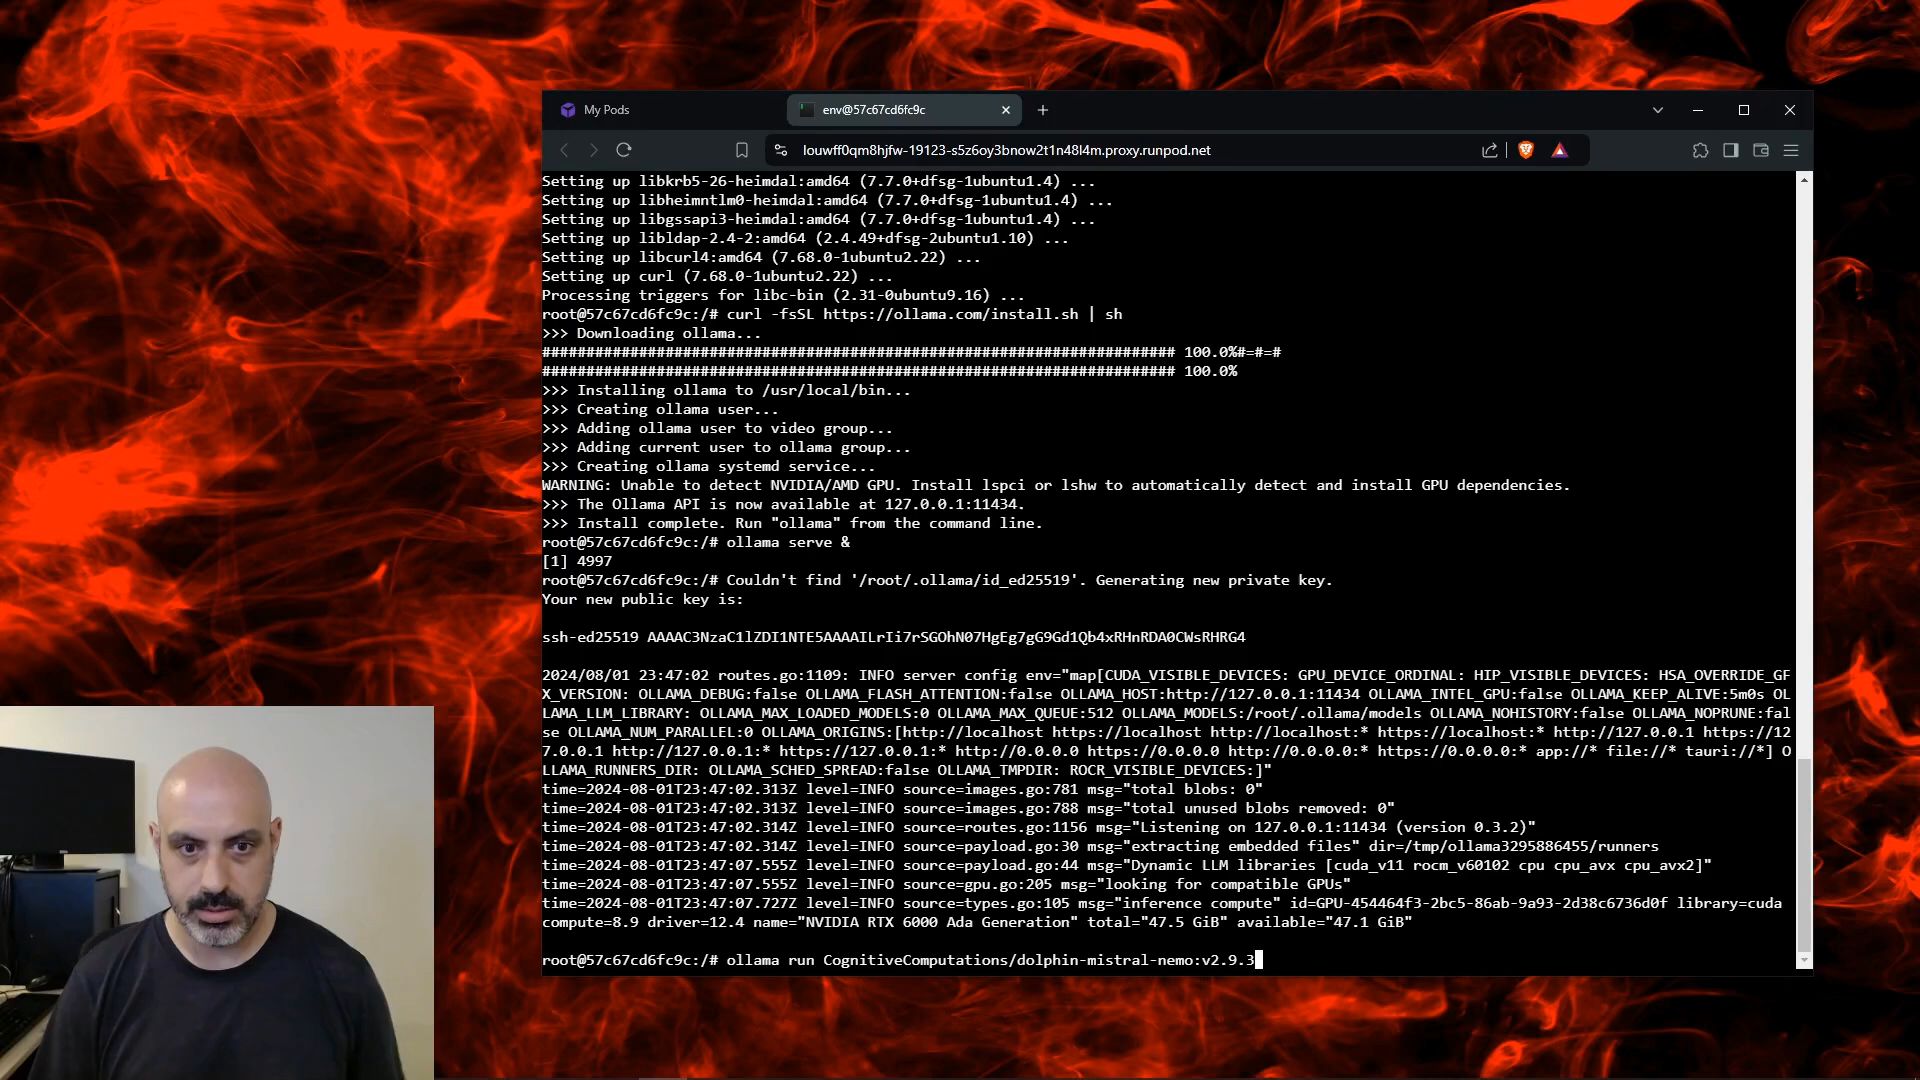 My Pods
env@57c67cd6fc9c
louwff0qm8hjfw-19123-s5z6oy3bnow2t1n48l4m.proxy.runpod.net
Setting up libkrb5-26-heimdal:amd64 (7.7.0+dfsg-1ubuntu1.4) ...
Setting up libheimntlm0-heimdal:amd64 (7.7.0+dfsg-1ubuntu1.4) ...
Setting up libgssapi3-heimdal:amd64 (7.7.0+dfsg-1ubuntu1.4) ...
Setting up libldap-2.4-2:amd64 (2.4.49+dfsg-2ubuntu1.10) ...
Setting up libcurl4:amd64 (7.68.0-1ubuntu2.22) ...
Setting up curl (7.68.0-1ubuntu2.22) ...
Processing triggers for libc-bin (2.31-0ubuntu9.16) ...
root@57c67cd6fc9c:/# curl -fsSL https://ollama.com/install.sh | sh
>>> Downloading ollama...
######################################################################## 100.0%#=#=#
######################################################################## 100.0%
>>> Installing ollama to /usr/local/bin...
>>> Creating ollama user...
>>> Adding ollama user to video group...
>>> Adding current user to ollama group...
>>> Creating ollama systemd service...
WARNING: Unable to detect NVIDIA/AMD GPU. Install lspci or lshw to automatically detect and install GPU dependencies.
>>> The Ollama API is now available at 127.0.0.1:11434.
>>> Install complete. Run "ollama" from the command line.
root@57c67cd6fc9c:/# ollama serve &
[1] 4997
root@57c67cd6fc9c:/# Couldn't find '/root/.ollama/id_ed25519'. Generating new private key.
Your new public key is:
ssh-ed25519 AAAAC3NzaC1lZDI1NTE5AAAAILrIi7rSGOhN07HgEg7gG9Gd1Qb4xRHnRDA0CWsRHRG4
2024/08/01 23:47:02 routes.go:1109: INFO server config env="map[CUDA_VISIBLE_DEVICES: GPU_DEVICE_ORDINAL: HIP_VISIBLE_DEVICES: HSA_OVERRIDE_GF
X_VERSION: OLLAMA_DEBUG:false OLLAMA_FLASH_ATTENTION:false OLLAMA_HOST:http://127.0.0.1:11434 OLLAMA_INTEL_GPU:false OLLAMA_KEEP_ALIVE:5m0s OL
LAMA_LLM_LIBRARY: OLLAMA_MAX_LOADED_MODELS:0 OLLAMA_MAX_QUEUE:512 OLLAMA_MODELS:/root/.ollama/models OLLAMA_NOHISTORY:false OLLAMA_NOPRUNE:fal
se OLLAMA_NUM_PARALLEL:0 OLLAMA_ORIGINS:[http://localhost https://localhost http://localhost:* https://localhost:* http://127.0.0.1 https://12
7.0.0.1 http://127.0.0.1:* https://127.0.0.1:* http://0.0.0.0 https://0.0.0.0 http://0.0.0.0:* https://0.0.0.0:* app://* file://* tauri://*] O
LLAMA_RUNNERS_DIR: OLLAMA_SCHED_SPREAD:false OLLAMA_TMPDIR: ROCR_VISIBLE_DEVICES:]"
time=2024-08-01T23:47:02.313Z level=INFO source=images.go:781 msg="total blobs: 0"
time=2024-08-01T23:47:02.313Z level=INFO source=images.go:788 msg="total unused blobs removed: 0"
time=2024-08-01T23:47:02.314Z level=INFO source=routes.go:1156 msg="Listening on 127.0.0.1:11434 (version 0.3.2)"
time=2024-08-01T23:47:02.314Z level=INFO source=payload.go:30 msg="extracting embedded files" dir=/tmp/ollama3295886455/runners
time=2024-08-01T23:47:07.555Z level=INFO source=payload.go:44 msg="Dynamic LLM libraries [cuda_v11 rocm_v60102 cpu cpu_avx cpu_avx2]"
time=2024-08-01T23:47:07.555Z level=INFO source=gpu.go:205 msg="looking for compatible GPUs"
time=2024-08-01T23:47:07.727Z level=INFO source=types.go:105 msg="inference compute" id=GPU-454464f3-2bc5-86ab-9a93-2d38c6736d0f library=cuda
compute=8.9 driver=12.4 name="NVIDIA RTX 6000 Ada Generation" total="47.5 GiB" available="47.1 GiB"
root@57c67cd6fc9c:/# ollama run CognitiveComputations/dolphin-mistral-nemo:v2.9.3